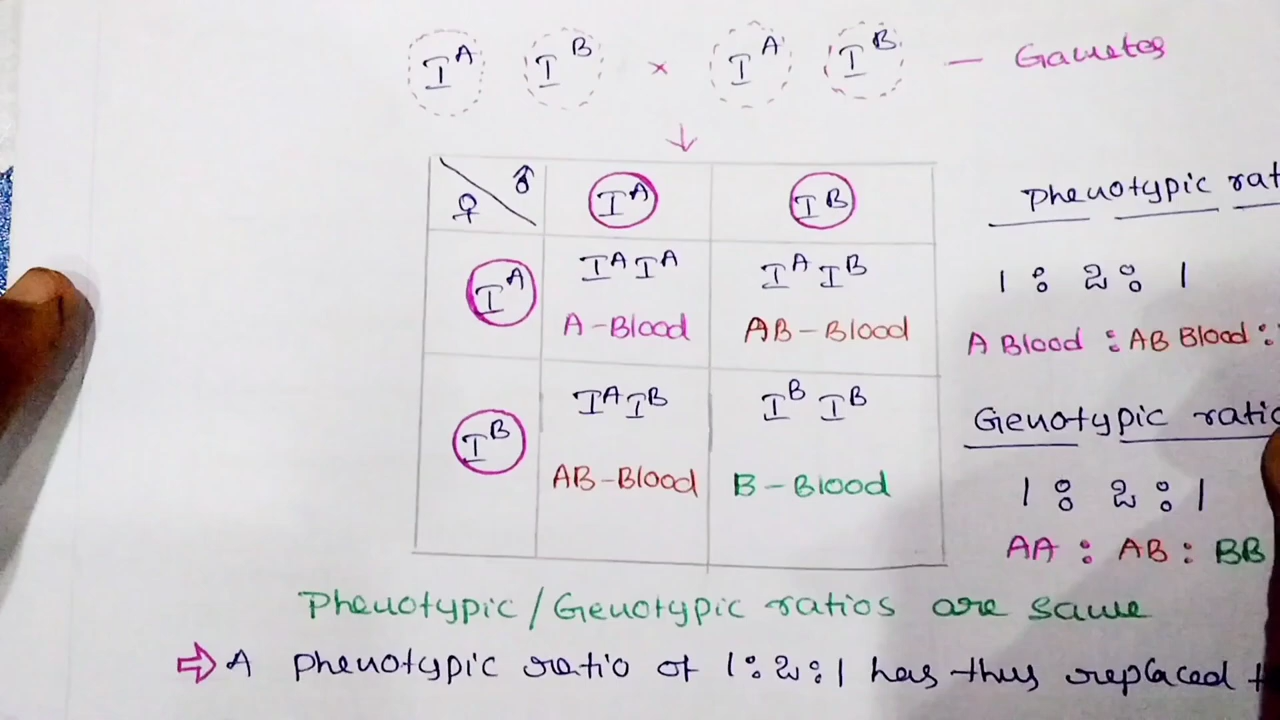 I^A I^B × I^A I^B — Gametes
♀ ♂ I^A I^B
I^A I^A I^A I^A I^B
A-Blood AB-Blood
I^B I^A I^B I^B I^B
AB-Blood B-Blood
Phenotypic
1 : 2 : 1
A Blood : AB Blood :
Genotypic ratio
1 : 2 : 1
AA : AB : BB
Phenotypic/Genotypic ratios are same
⇒ A phenotypic ratio of 1:2:1 has thus replaced